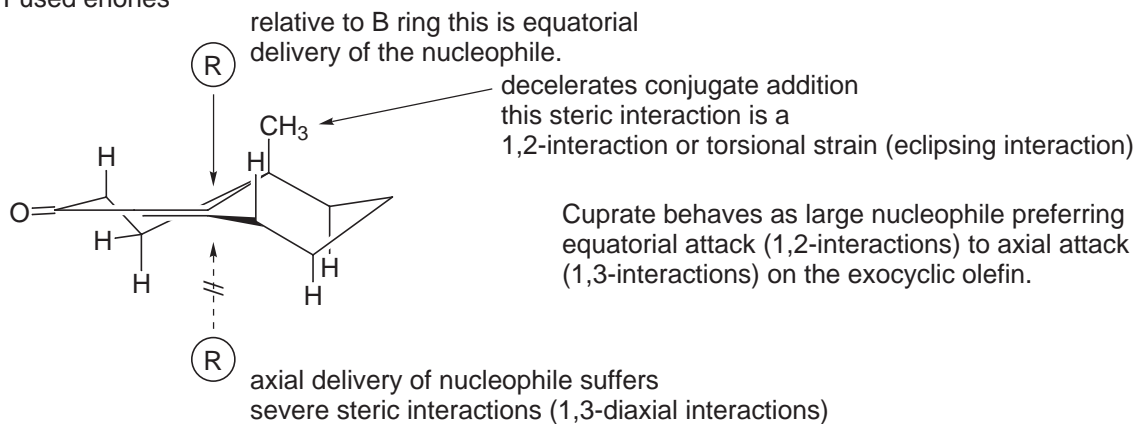 used enones
relative to B ring this is equatorial
delivery of the nucleophile.
R
decelerates conjugate addition
this steric interaction is a
1,2-interaction or torsional strain (eclipsing interaction)
CH3
H
H
O
H
H
H
H
Cuprate behaves as large nucleophile preferring
equatorial attack (1,2-interactions) to axial attack
(1,3-interactions) on the exocyclic olefin.
R
axial delivery of nucleophile suffers
severe steric interactions (1,3-diaxial interactions)